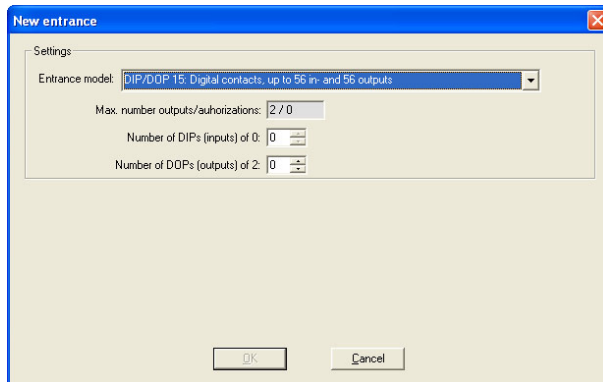 New entrance
Settings
Entrance model: DIP/DOP 15: Digital contacts, up to 56 in- and 56 outputs
Max. number outputs/auhorizations: 2 / 0
Number of DIPs (inputs) of 0: 0
Number of DOPs (outputs) of 2: 0
OK Cancel